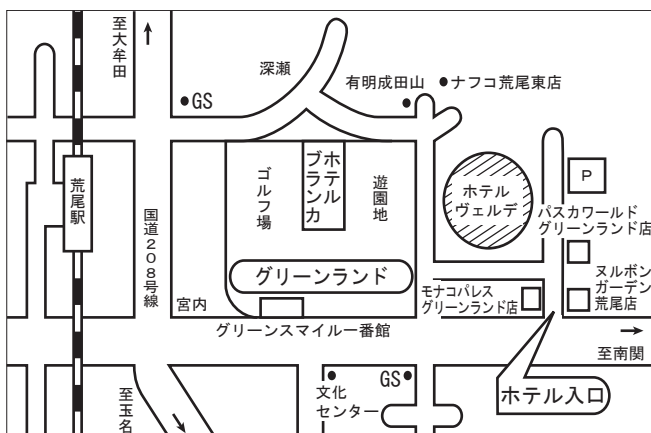 至大牟田
GS
深瀬
有明成田山
ナフコ荒尾東店
荒尾駅
国道208号線
ゴルフ場
ホテル
ブランカ
遊園地
ホテル
ヴェルデ
P
パスカワールド
グリーンランド店
グリーンランド
宮内
モナコパレス
グリーンランド店
ヌルボン
ガーデン
荒尾店
グリーンスマイル一番館
至南関
至玉名
文化
センター
GS
ホテル入口